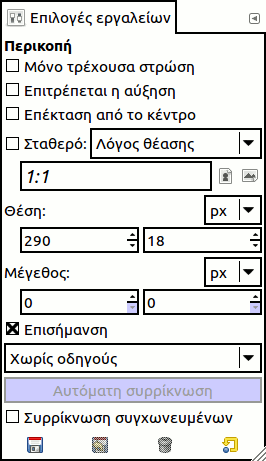 Επιλογές εργαλείων
Περικοπή
Μόνο τρέχουσα στρώση
Επιτρέπεται η αύξηση
Επέκταση από το κέντρο
Σταθερό: Λόγος θέασης
1:1
Θέση: px
290 18
Μέγεθος: px
0 0
Επισήμανση
Χωρίς οδηγούς
Αυτόματη συρρίκνωση
Συρρίκνωση συγχωνευμένων